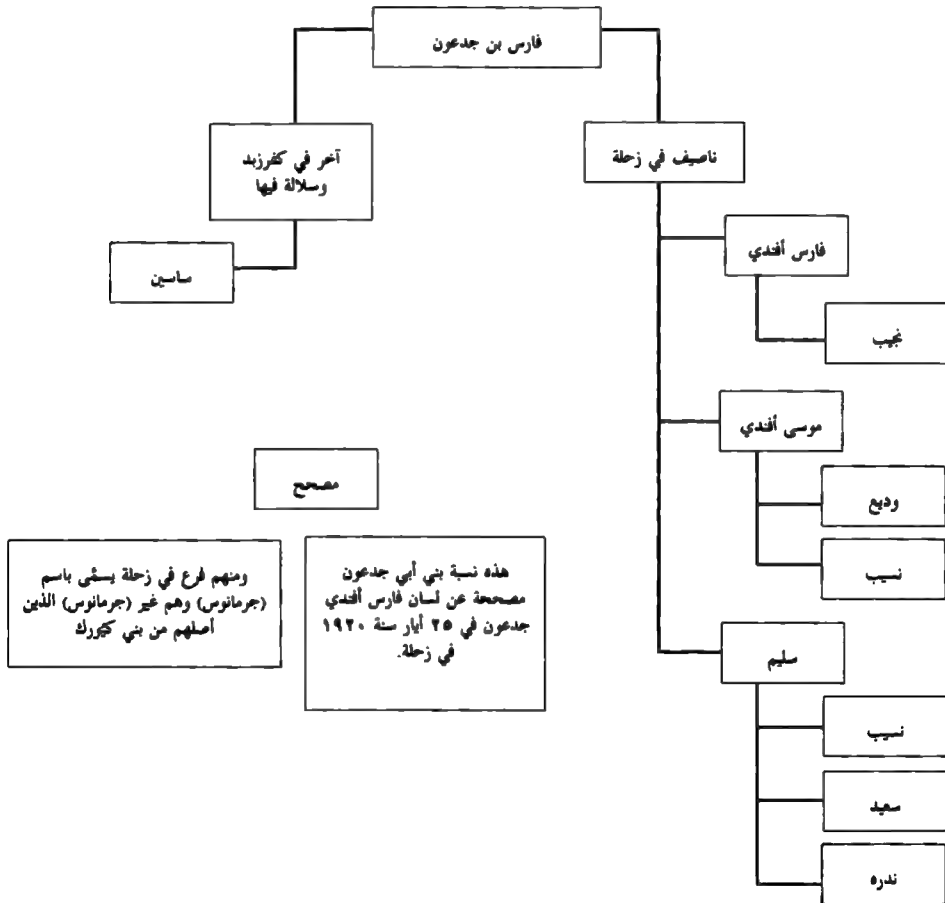 فارس بن جدعون
ناصيف في زحلة
آخر في كفرزبد
وسلالة فيها
فارس أفندي
ساسين
نجيب
موسى أفندي
وديع
نسيب
مصحح
هذه نسبة بني أبي جدعون
مصححة عن لسان فارس أفندي
جدعون في ٢٥ أيار سنة ١٩٢٠
في زحلة.
ومنهم فرع في زحلة يسمّى باسم
(جرمانوس) وهم غير (جرمانوس) الذين
أصلهم من بني كيورك
سليم
نسيب
سعيد
ندره